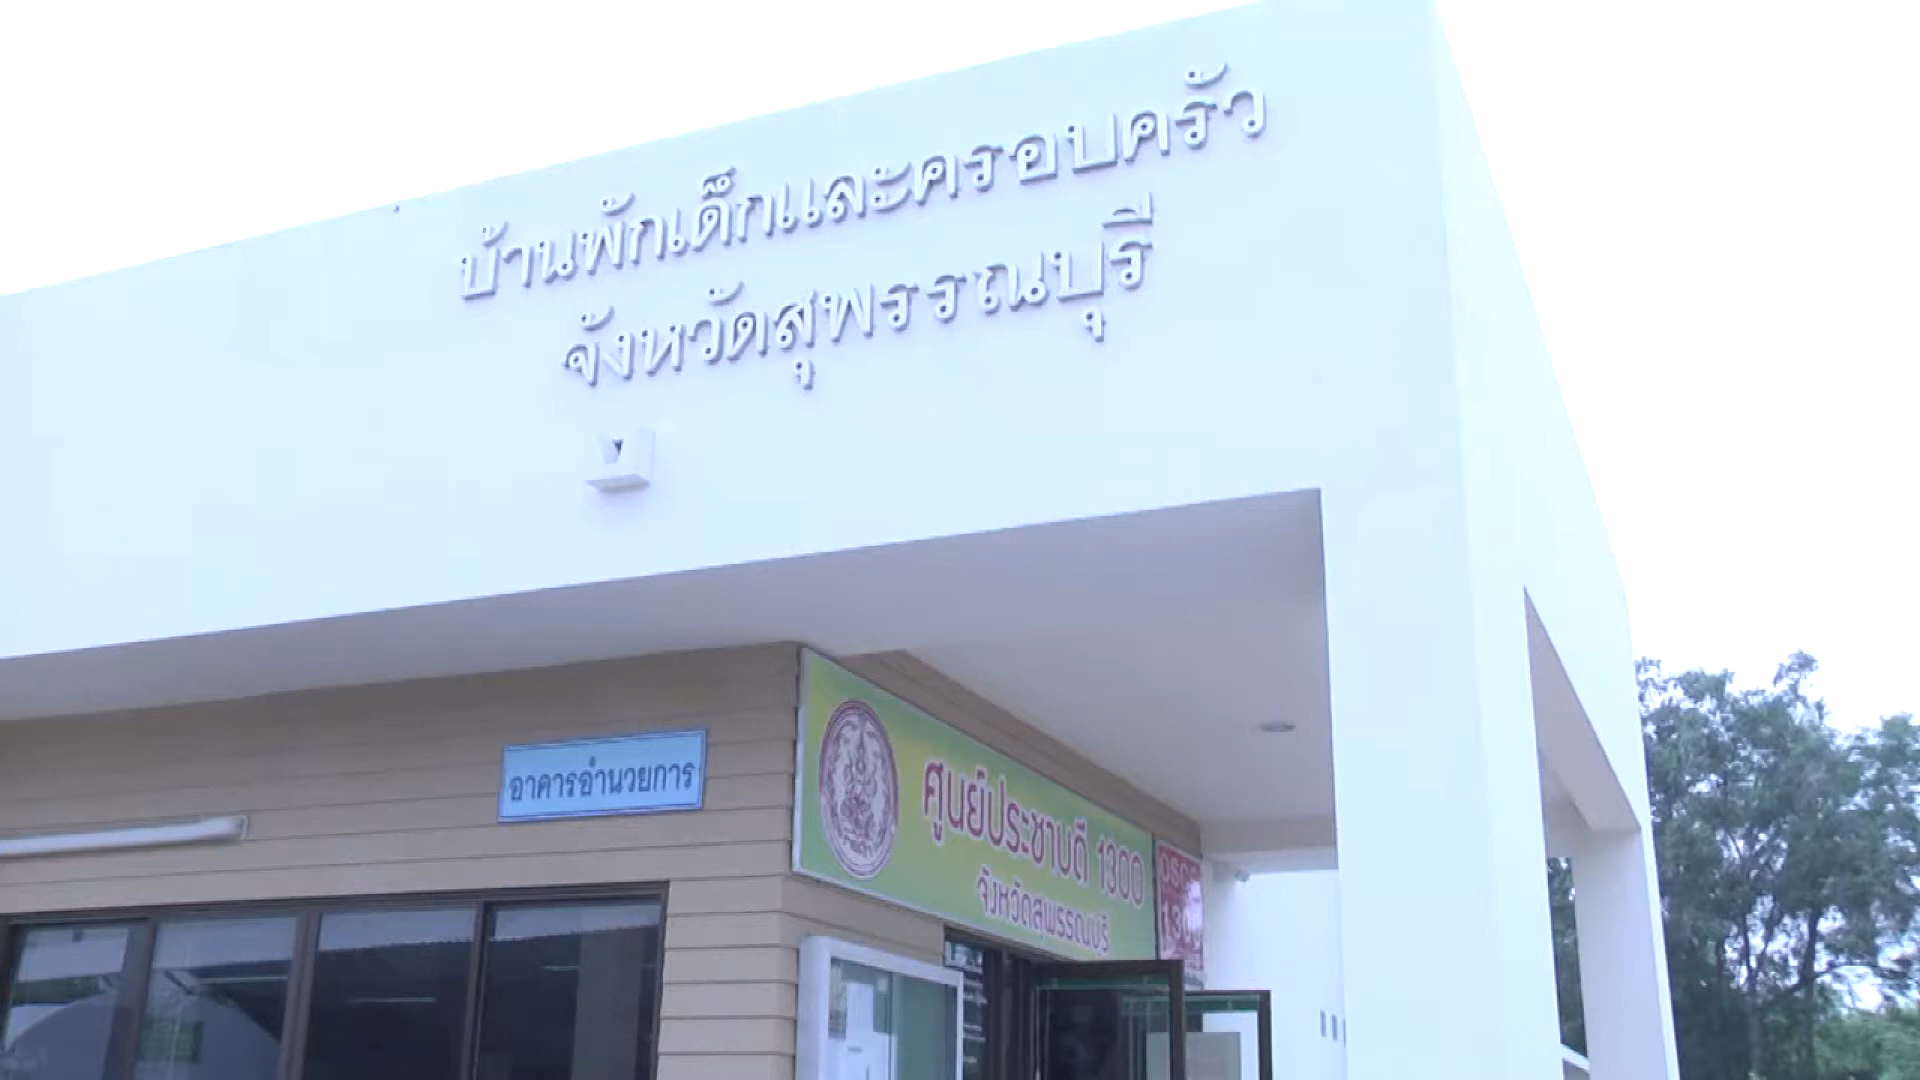 บ้านพักเด็กและครอบครัว
จังหวัดสุพรรณบุรี
อาคารอำนวยการ
ศูนย์ประชาบดี 1300
จังหวัดสุพรรณบุรี